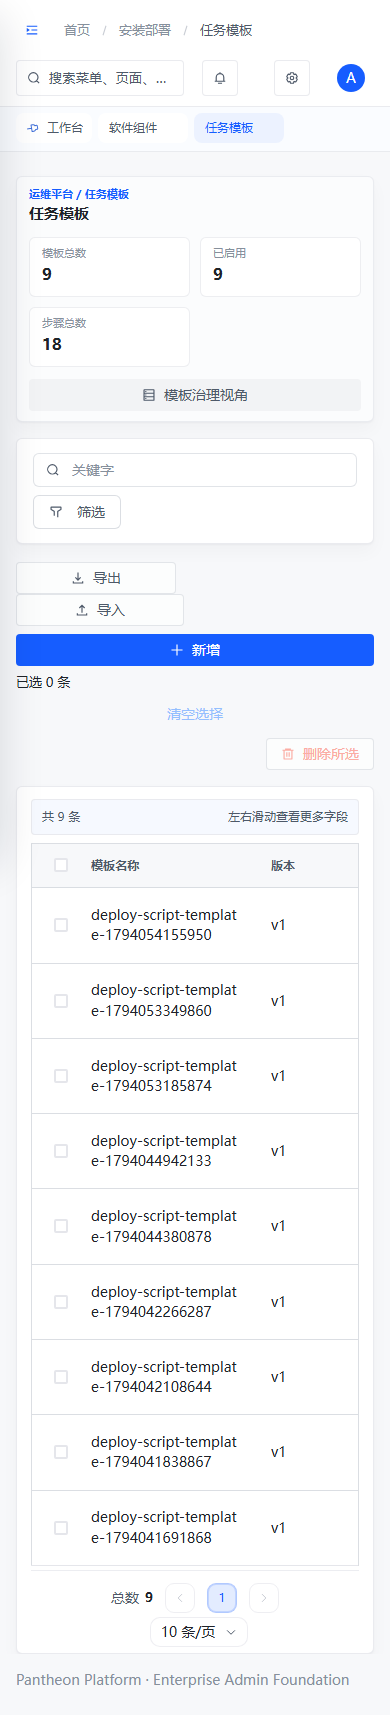 首页 / 安装部署 / 任务模板
搜索菜单、页面、...
A
工作台
软件组件
任务模板
运维平台 / 任务模板
任务模板
模板总数
9
已启用
9
步骤总数
18
模板治理视角
关键字
筛选
导出
导入
新增
已选 0 条
清空选择
删除所选
共 9 条
左右滑动查看更多字段
模板名称
版本
deploy-script-templat
e-1794054155950
v1
deploy-script-templat
e-1794053349860
v1
deploy-script-templat
e-1794053185874
v1
deploy-script-templat
e-1794044942133
v1
deploy-script-templat
e-1794044380878
v1
deploy-script-templat
e-1794042266287
v1
deploy-script-templat
e-1794042108644
v1
deploy-script-templat
e-1794041838867
v1
deploy-script-templat
e-1794041691868
v1
总数 9
1
10 条/页
Pantheon Platform · Enterprise Admin Foundation